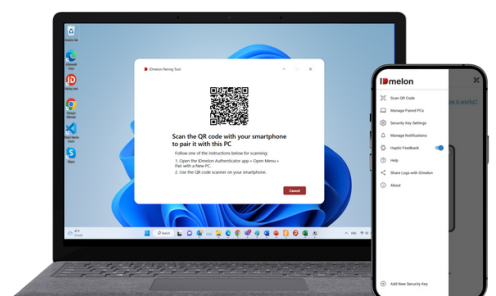 IDmelon Pairing Tool
Scan the QR code with your smartphone
to pair it with this PC
Follow one of the instructions below for scanning:
1. Open the IDmelon Authenticator app > Open Menu >
Pair with a New PC.
2. Use the QR code scanner on your smartphone.
Cancel
Search
IDmelon
Scan QR Code
Manage Paired PCs
Security Key Settings
Manage Notifications
Haptic Feedback
Help
Share Logs with IDmelon
About
Add New Security Key